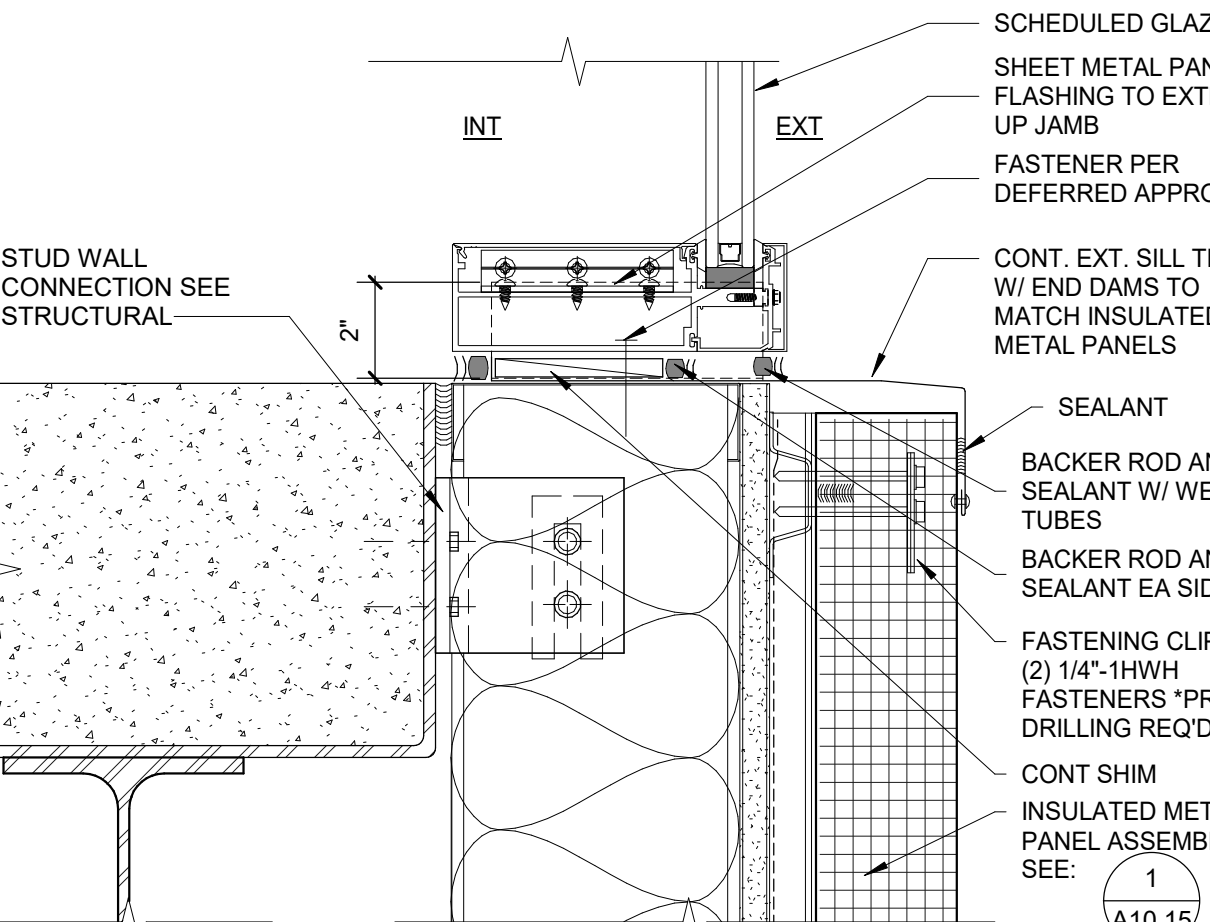 SCHEDULED GLAZ
SHEET METAL PAN
FLASHING TO EXT
UP JAMB
INT
EXT
FASTENER PER
DEFERRED APPRO
STUD WALL
CONNECTION SEE
STRUCTURAL
CONT. EXT. SILL T
W/ END DAMS TO
MATCH INSULATED
METAL PANELS
2"
SEALANT
BACKER ROD AN
SEALANT W/ WE
TUBES
BACKER ROD AN
SEALANT EA SID
FASTENING CLIP
(2) 1/4"-1HWH
FASTENERS *PR
DRILLING REQ'D
CONT SHIM
INSULATED MET
PANEL ASSEMB
SEE:
1
A10.15